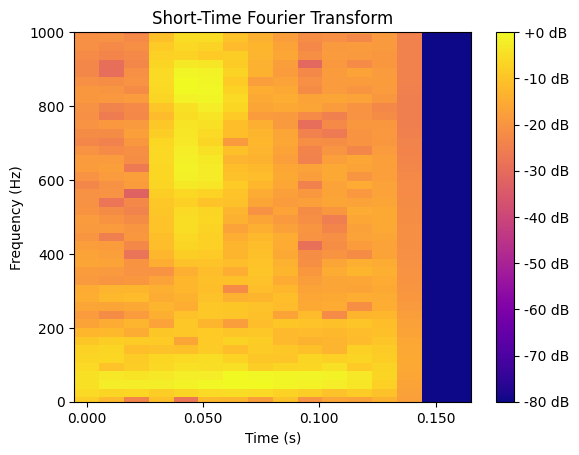 Short-Time Fourier Transform
1000
800
600
400
200
0
Frequency (Hz)
0.000
0.050
0.100
0.150
Time (s)
+0 dB
-10 dB
-20 dB
-30 dB
-40 dB
-50 dB
-60 dB
-70 dB
-80 dB